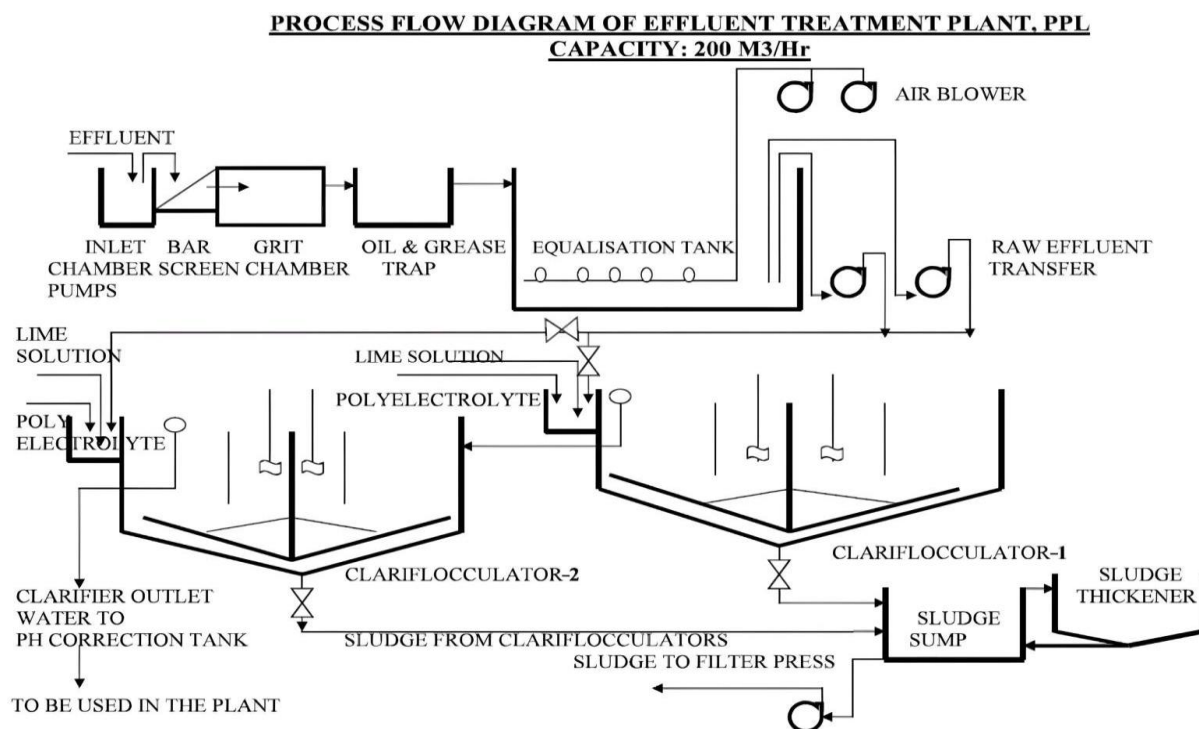 PROCESS FLOW DIAGRAM OF EFFLUENT TREATMENT PLANT, PPL
CAPACITY: 200 M3/Hr
AIR BLOWER
EFFLUENT
INLET
CHAMBER
PUMPS
BAR
SCREEN
GRIT
CHAMBER
OIL & GREASE
TRAP
EQUALISATION TANK
RAW EFFLUENT
TRANSFER
LIME
SOLUTION
POLY
ELECTROLYTE
LIME SOLUTION
POLYELECTROLYTE
CLARIFLOCCULATOR-2
CLARIFLOCCULATOR-1
CLARIFIER OUTLET
WATER TO
PH CORRECTION TANK
TO BE USED IN THE PLANT
SLUDGE FROM CLARIFLOCCULATORS
SLUDGE TO FILTER PRESS
SLUDGE
SUMP
SLUDGE
THICKENER